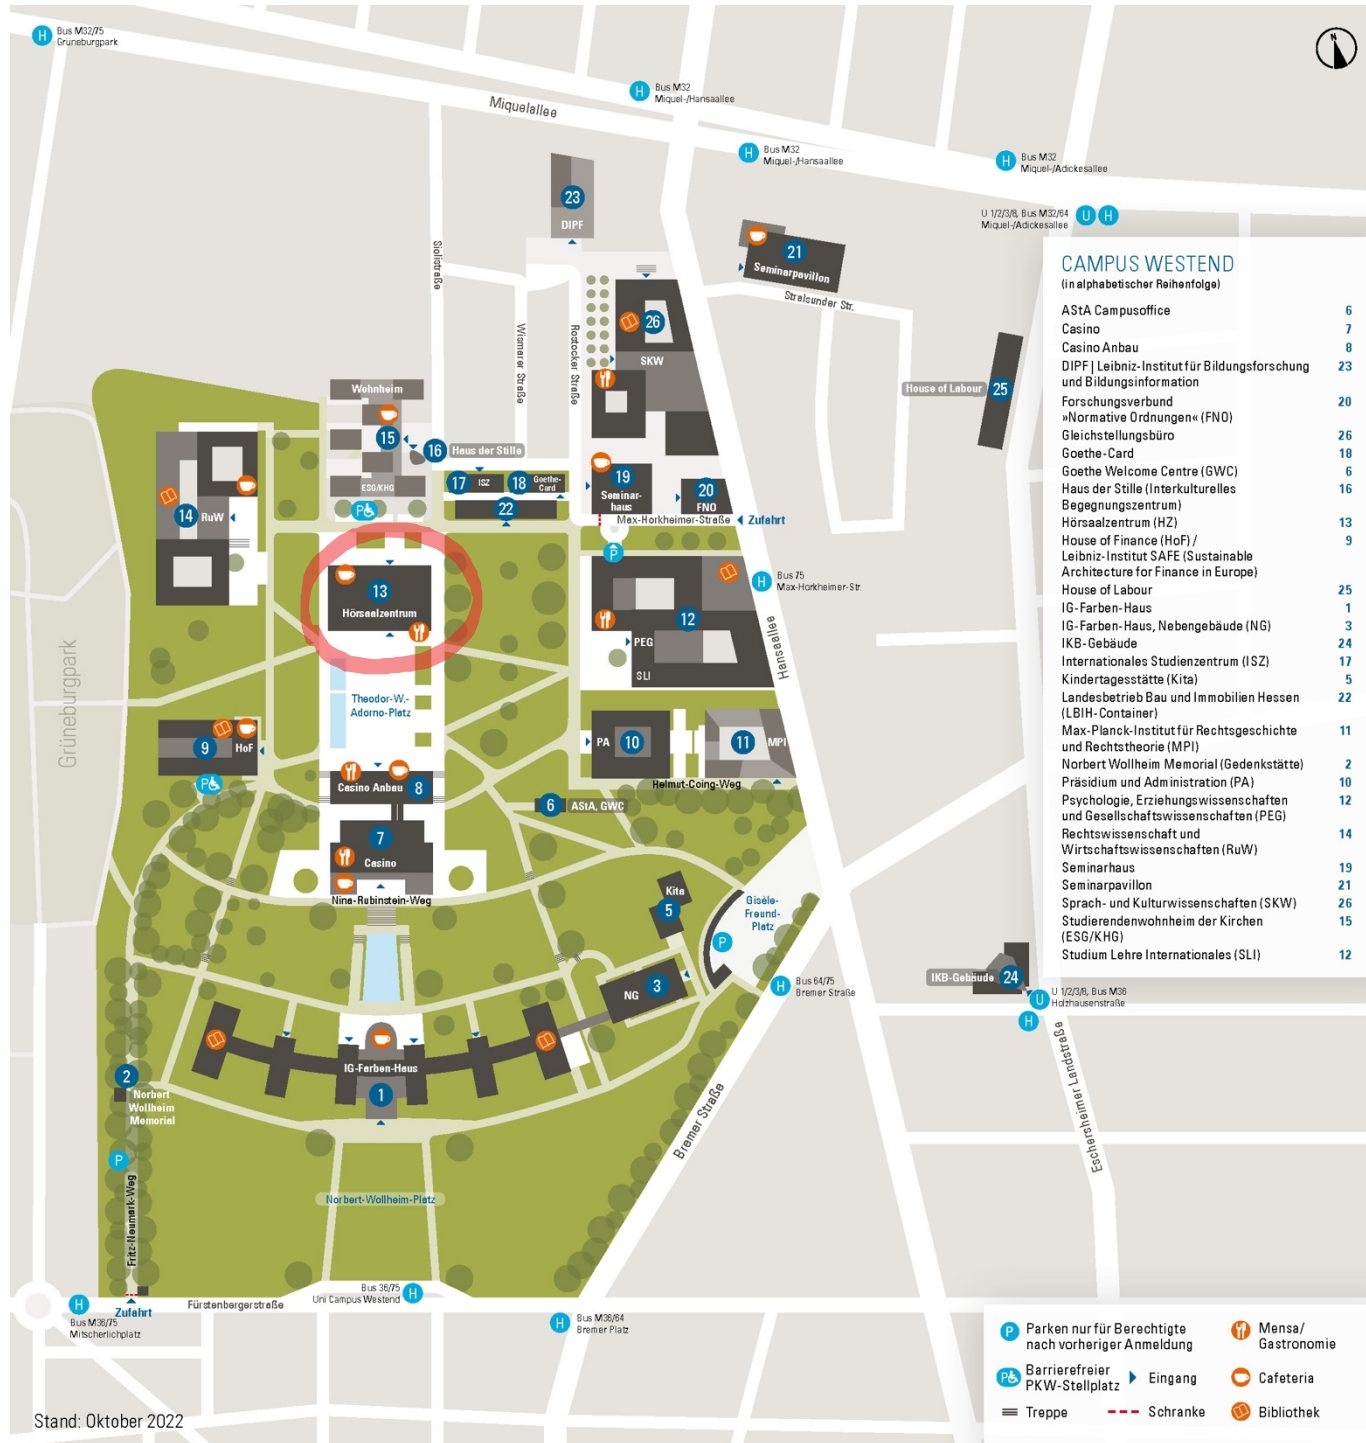 Bus M32/75
Grüneburgpark
Bus M32
Miquel-/Hansaallee
Miquelallee
Bus M32
Miquel-/Hansaallee
Bus M32
Miquel-/Adickesallee
U 1/2/3/8, Bus M32/64
Miquel-/Adickesallee
N
H
H
H
H
U
H
23
DIPF
21
Seminarpavillon
Stralsunder Str.
Siolistraße
Wismarer Straße
Rostocker Straße
26
SKW
House of Labour
25
Wohnheim
15
16
Haus der Stille
ESG/KHG
P
17
ISZ
18
Goethe-
Card
22
19
Seminar-
haus
20
FNO
Max-Horkheimer-Straße
Zufahrt
14
RuW
P
H
Bus 75
Max-Horkheimer-Str.
13
Hörsaalzentrum
12
PEG
SLI
Hansaallee
Grüneburgpark
Theodor-W.-
Adorno-Platz
9
HoF
P
PA
10
11
MPI
Helmut-Coing-Weg
Casino Anbau
8
6
AStA, GWC
7
Casino
Nina-Rubinstein-Weg
Kita
5
Gisèle-
Freund-
Platz
P
NG
3
H
Bus 64/75
Bremer Straße
IKB-Gebäude
24
U
H
U 1/2/3/8, Bus M36
Holzhausenstraße
IG-Farben-Haus
1
2
Norbert
Wollheim
Memorial
P
Fritz-Neumark-Weg
Bremer Straße
Eschersheimer Landstraße
Norbert-Wollheim-Platz
Bus 36/75
Uni Campus Westend
H
Zufahrt
Fürstenbergerstraße
H
Bus M36/75
Mitscherlichplatz
H
Bus M36/64
Bremer Platz
Stand: Oktober 2022
CAMPUS WESTEND
(in alphabetischer Reihenfolge)
AStA Campusoffice 6
Casino 7
Casino Anbau 8
DIPF | Leibniz-Institut für Bildungsforschung 23
und Bildungsinformation
Forschungsverbund 20
»Normative Ordnungen« (FNO)
Gleichstellungsbüro 26
Goethe-Card 18
Goethe Welcome Centre (GWC) 6
Haus der Stille (Interkulturelles 16
Begegnungszentrum)
Hörsaalzentrum (HZ) 13
House of Finance (HoF) / 9
Leibniz-Institut SAFE (Sustainable
Architecture for Finance in Europe)
House of Labour 25
IG-Farben-Haus 1
IG-Farben-Haus, Nebengebäude (NG) 3
IKB-Gebäude 24
Internationales Studienzentrum (ISZ) 17
Kindertagesstätte (Kita) 5
Landesbetrieb Bau und Immobilien Hessen 22
(LBIH-Container)
Max-Planck-Institut für Rechtsgeschichte 11
und Rechtstheorie (MPI)
Norbert Wollheim Memorial (Gedenkstätte) 2
Präsidium und Administration (PA) 10
Psychologie, Erziehungswissenschaften 12
und Gesellschaftswissenschaften (PEG)
Rechtswissenschaft und 14
Wirtschaftswissenschaften (RuW)
Seminarhaus 19
Seminarpavillon 21
Sprach- und Kulturwissenschaften (SKW) 26
Studierendenwohnheim der Kirchen 15
(ESG/KHG)
Studium Lehre Internationales (SLI) 12
P Parken nur für Berechtigte
nach vorheriger Anmeldung
Mensa/
Gastronomie
P Barrierefreier
PKW-Stellplatz
Eingang
Cafeteria
Treppe
Schranke
Bibliothek